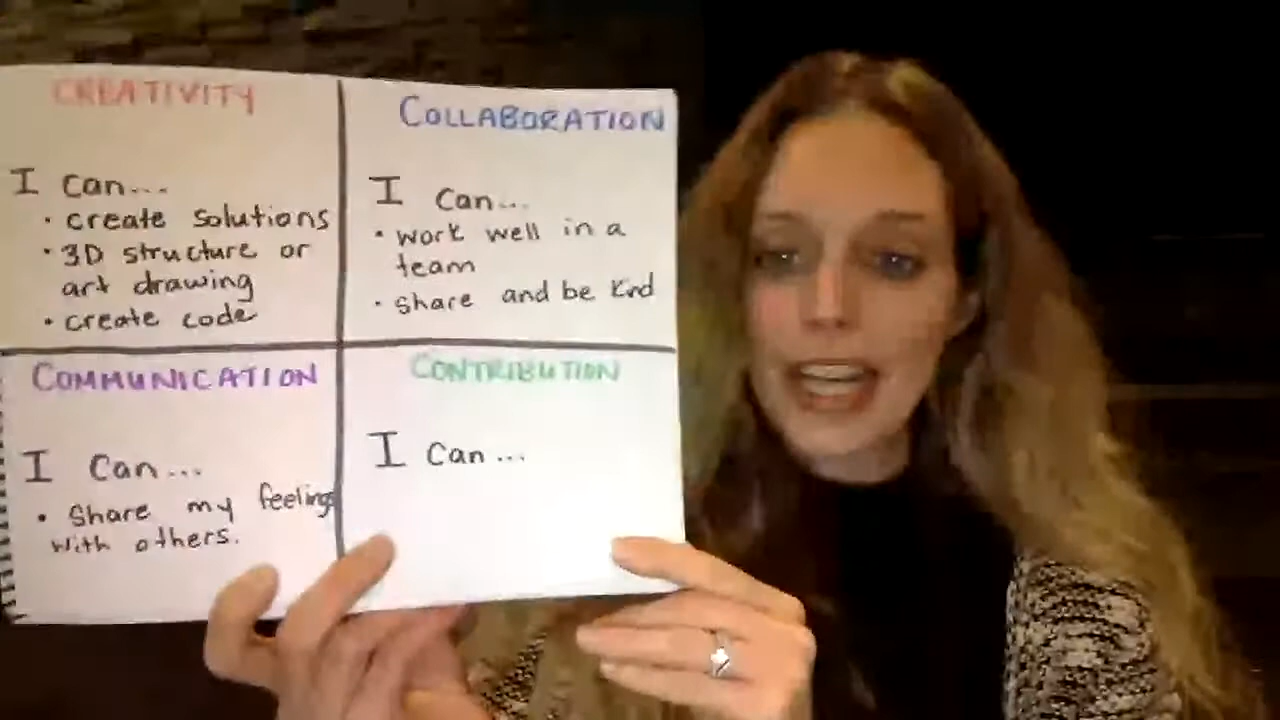 CREATIVITY
I can...
• create solutions
• 3D structure or
art drawing
• create code
COLLABORATION
I can...
• work well in a
team
• share and be kind
COMMUNICATION
I can...
• Share my feelings
with others.
CONTRIBUTION
I can...